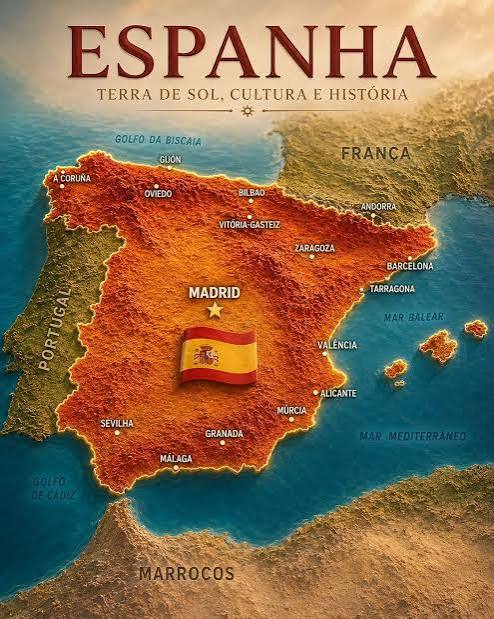 ESPANHA
TERRA DE SOL, CULTURA E HISTÓRIA
GOLFO DA BISCAIA
GIJÓN
FRANÇA
A CORUÑA
OVIEDO
BILBAO
ANDORRA
VITÓRIA-GASTEIZ
ZARAGOZA
BARCELONA
MADRID
TARRAGONA
PORTUGAL
MAR BALEAR
VALÊNCIA
ALICANTE
MÚRCIA
SEVILHA
GRANADA
MAR MEDITERRÁNEO
MÁLAGA
GOLFO
DE CÁDIZ
MARROCOS